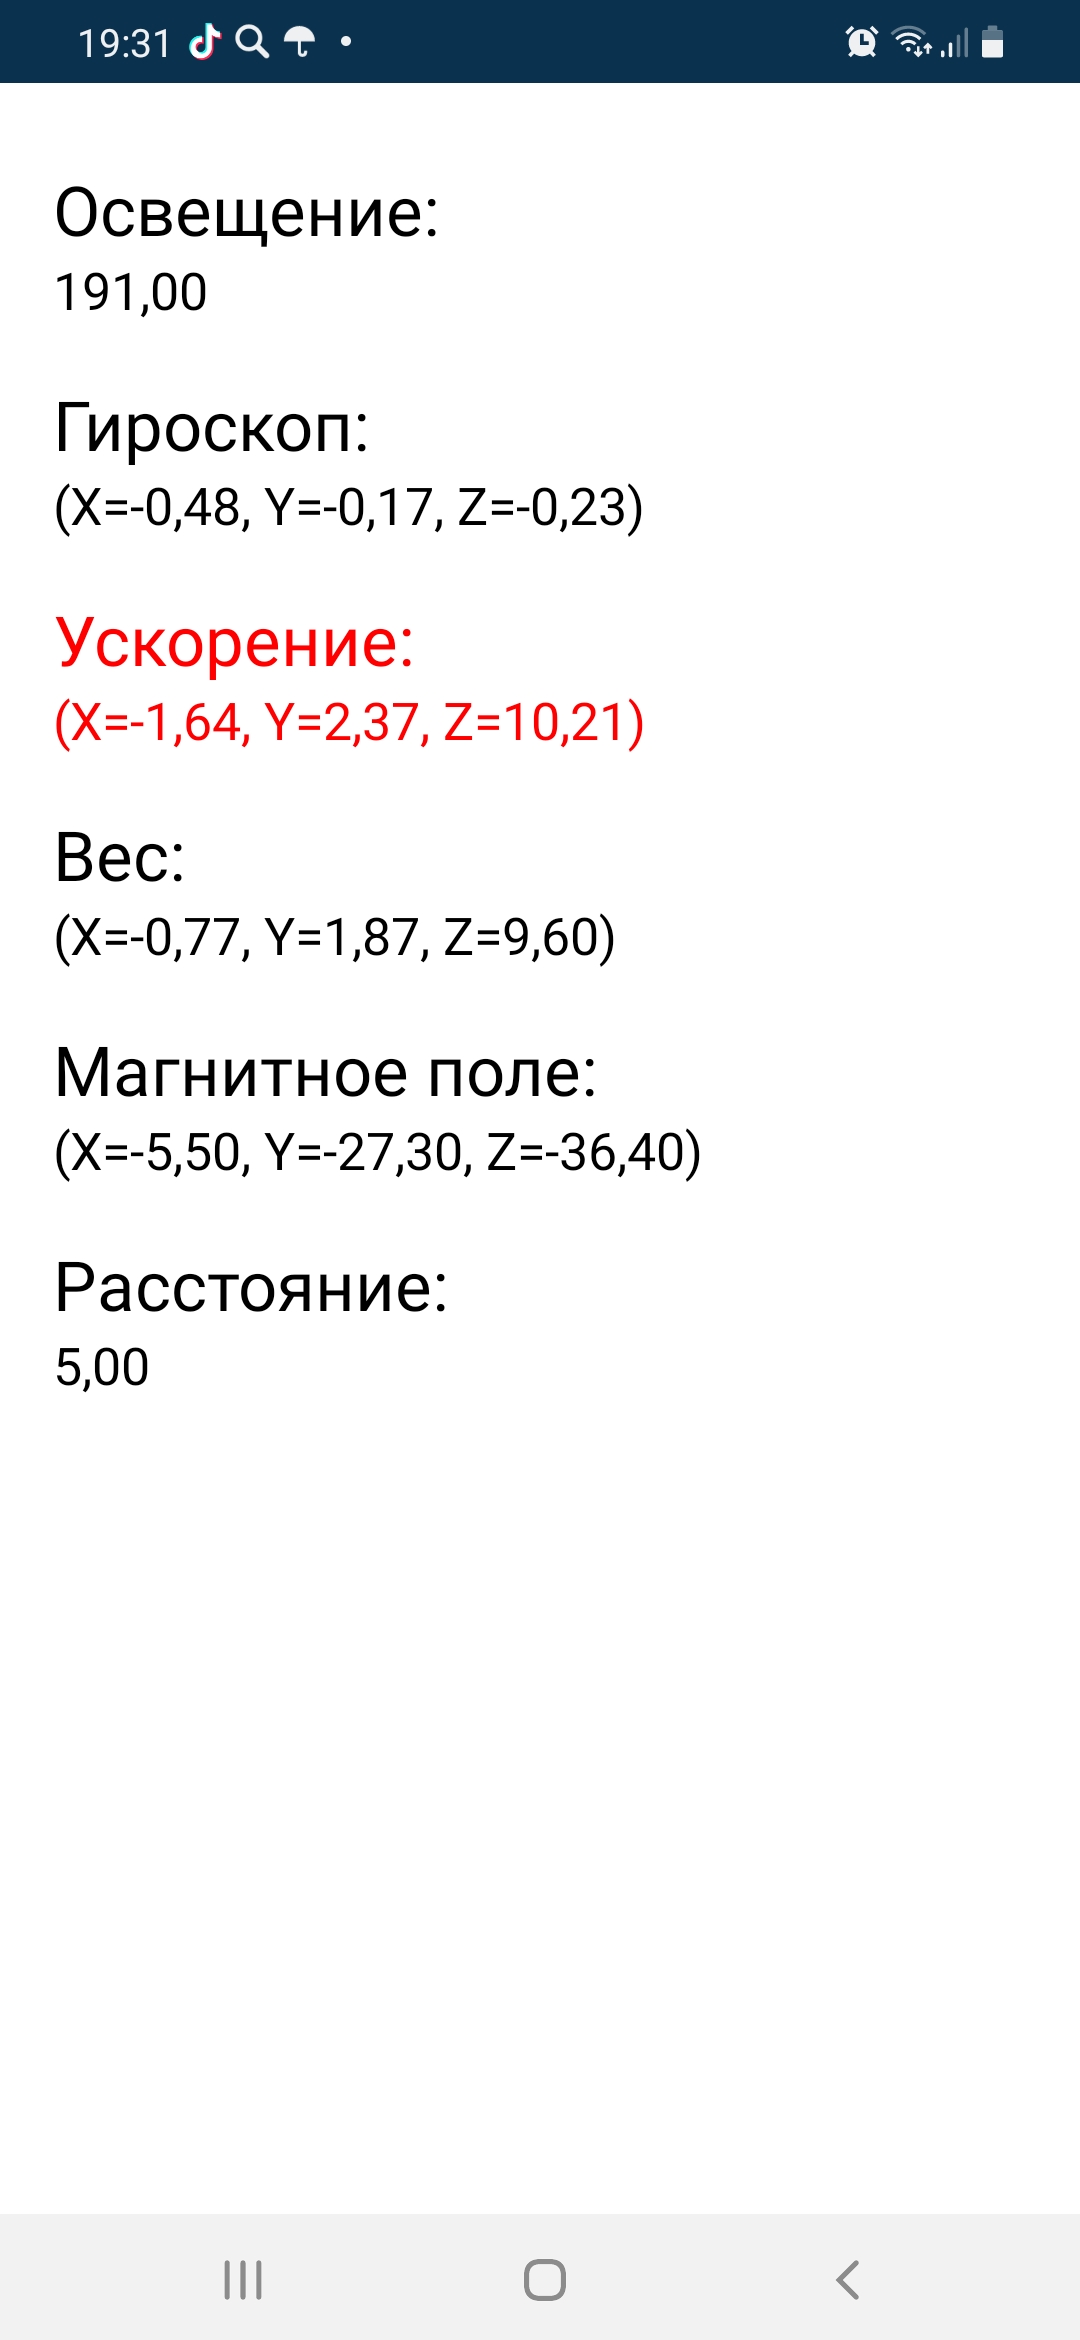 19:31
Освещение:
191,00
Гироскоп:
(X=-0,48, Y=-0,17, Z=-0,23)
Ускорение:
(X=-1,64, Y=2,37, Z=10,21)
Вес:
(X=-0,77, Y=1,87, Z=9,60)
Магнитное поле:
(X=-5,50, Y=-27,30, Z=-36,40)
Расстояние:
5,00